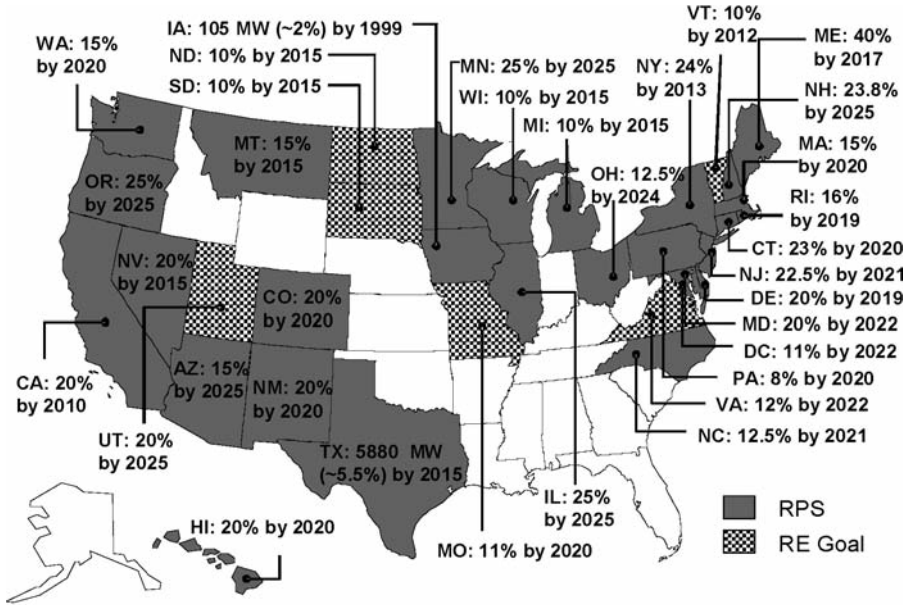 IA: 105 MW (~2%) by 1999
VT: 10%
by 2012
WA: 15%
by 2020
ND: 10% by 2015
ME: 40%
by 2017
MN: 25% by 2025
NY: 24%
by 2013
SD: 10% by 2015
NH: 23.8%
by 2025
WI: 10% by 2015
MI: 10% by 2015
MT: 15%
by 2015
MA: 15%
by 2020
OH: 12.5%
by 2024
OR: 25%
by 2025
RI: 16%
by 2019
CT: 23% by 2020
NV: 20%
by 2015
NJ: 22.5% by 2021
CO: 20%
by 2020
DE: 20% by 2019
MD: 20% by 2022
DC: 11% by 2022
CA: 20%
by 2010
AZ: 15%
by 2025
NM: 20%
by 2020
PA: 8% by 2020
VA: 12% by 2022
NC: 12.5% by 2021
UT: 20%
by 2025
TX: 5880 MW
(~5.5%) by 2015
IL: 25%
by 2025
RPS
HI: 20% by 2020
MO: 11% by 2020
RE Goal